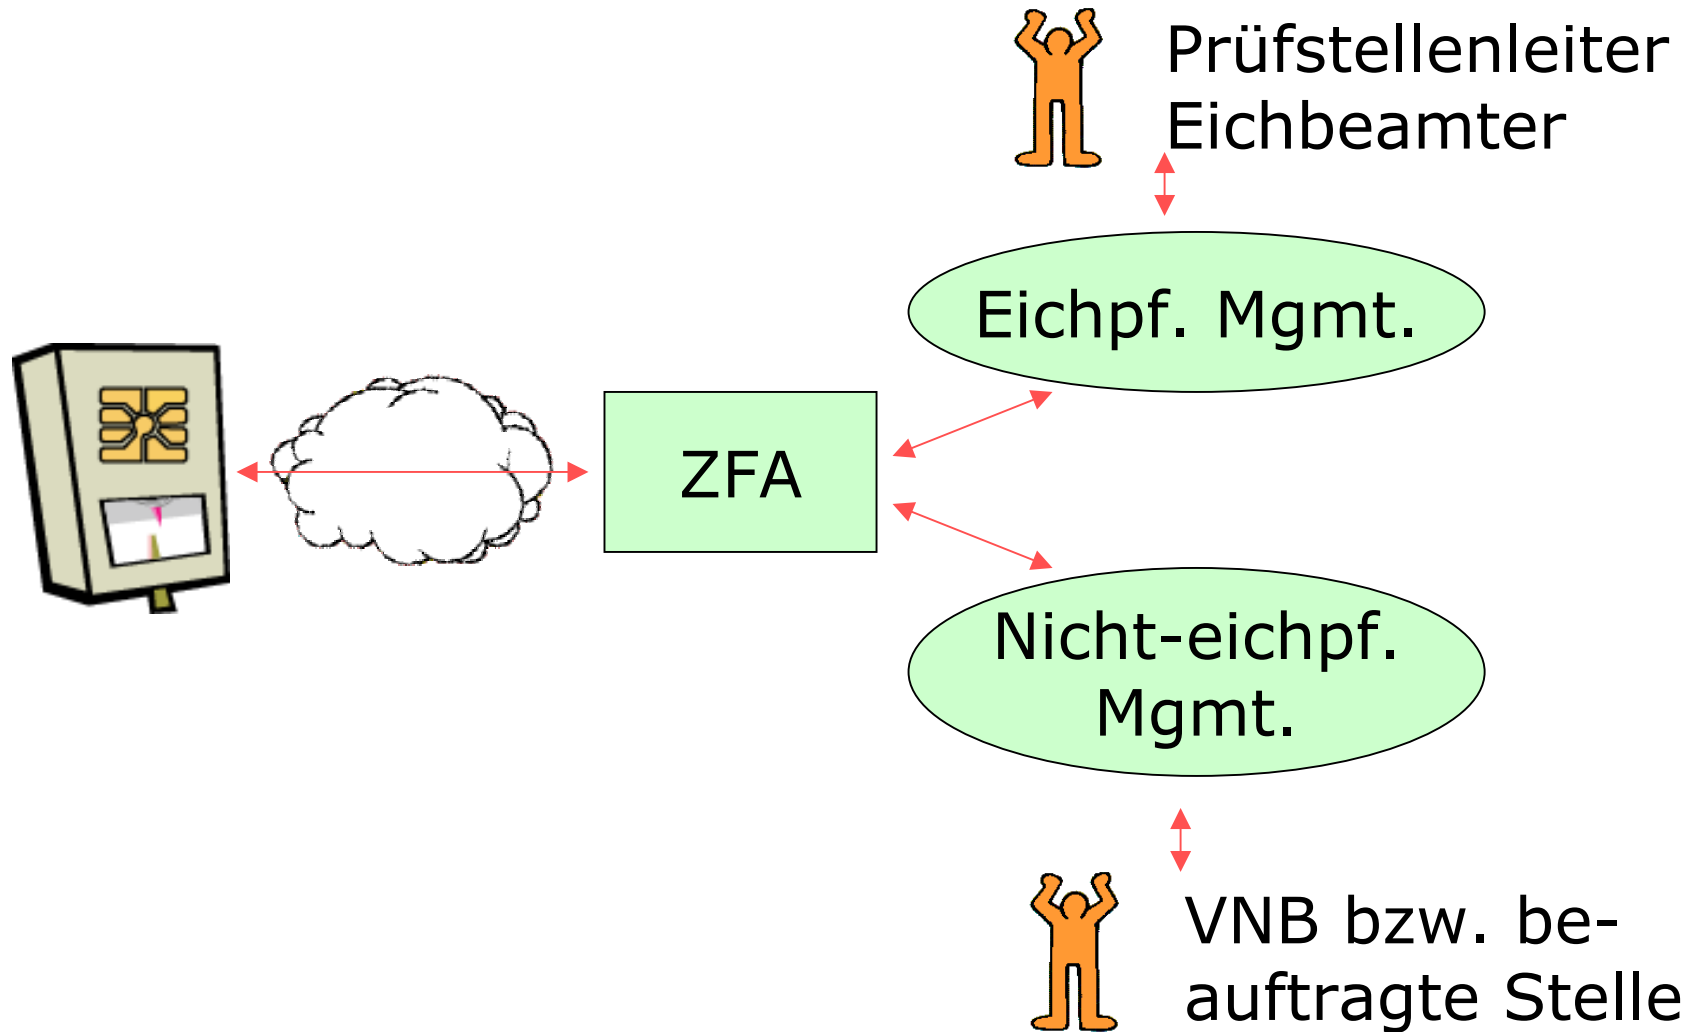 Prüfstellenleiter
Eichbeamter
Eichpf. Mgmt.
ZFA
Nicht-eichpf.
Mgmt.
VNB bzw. be-
auftragte Stelle